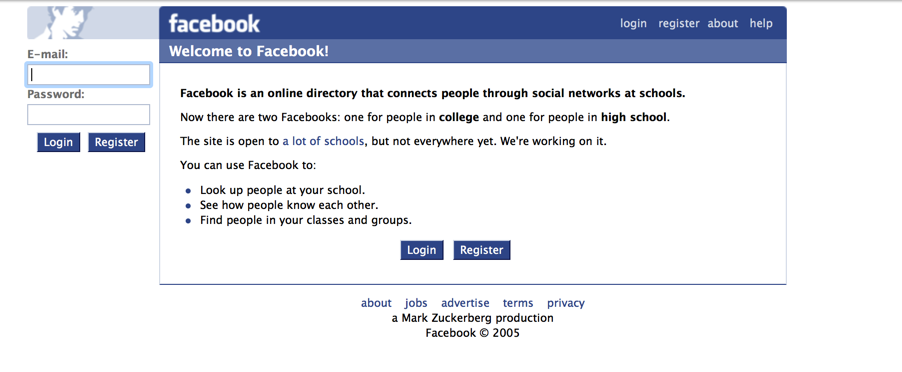 facebook
login register about help
Welcome to Facebook!
E-mail:
Password:
Login Register
Facebook is an online directory that connects people through social networks at schools.
Now there are two Facebooks: one for people in college and one for people in high school.
The site is open to a lot of schools, but not everywhere yet. We're working on it.
You can use Facebook to:
• Look up people at your school.
• See how people know each other.
• Find people in your classes and groups.
Login Register
about jobs advertise terms privacy
a Mark Zuckerberg production
Facebook © 2005